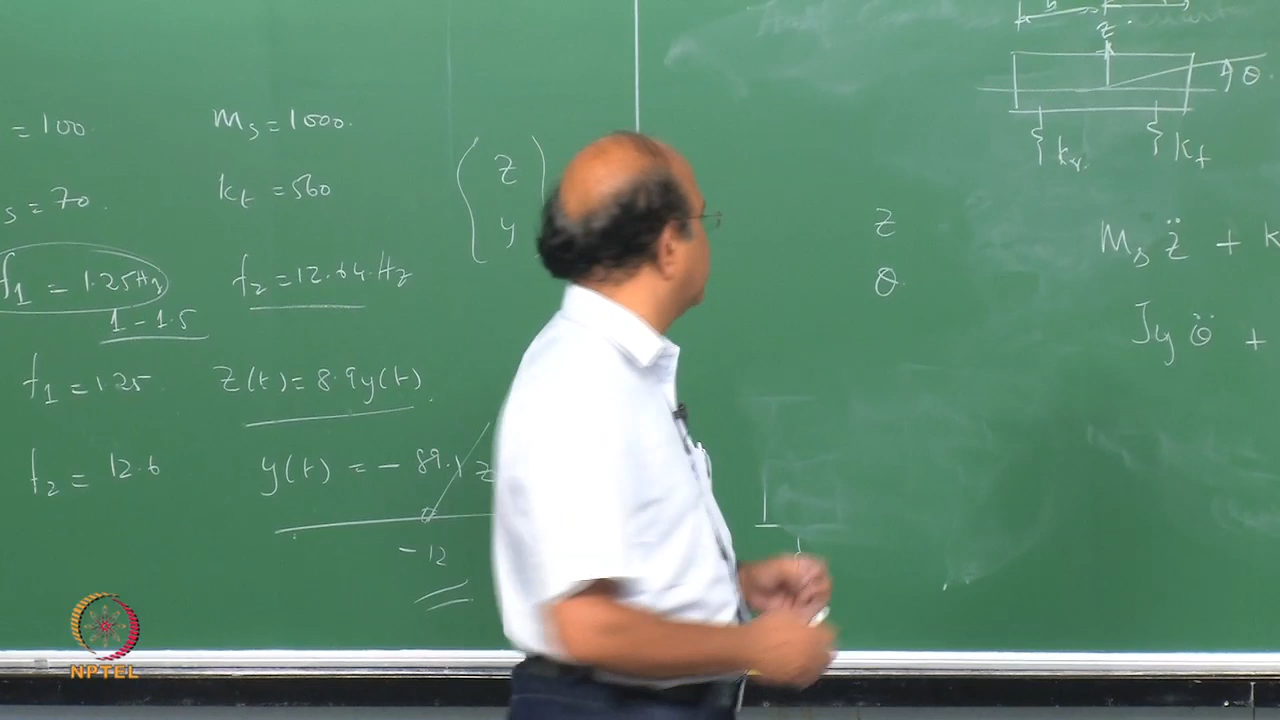 = 100.
m_s = 1000.
s = 70.
k_t = 560
z
y
f_1 = 1.25 Hz
1 - 1.5
f_2 = 12.64 Hz
f_1 = 1.25
z(t) = 8.9 y(t).
f_2 = 12.6
y(t) = - 89.1 z
- 12
z
θ.
k_r
k_f
z
θ.
M_s z̈ + K
J_y θ̈ +
NPTEL